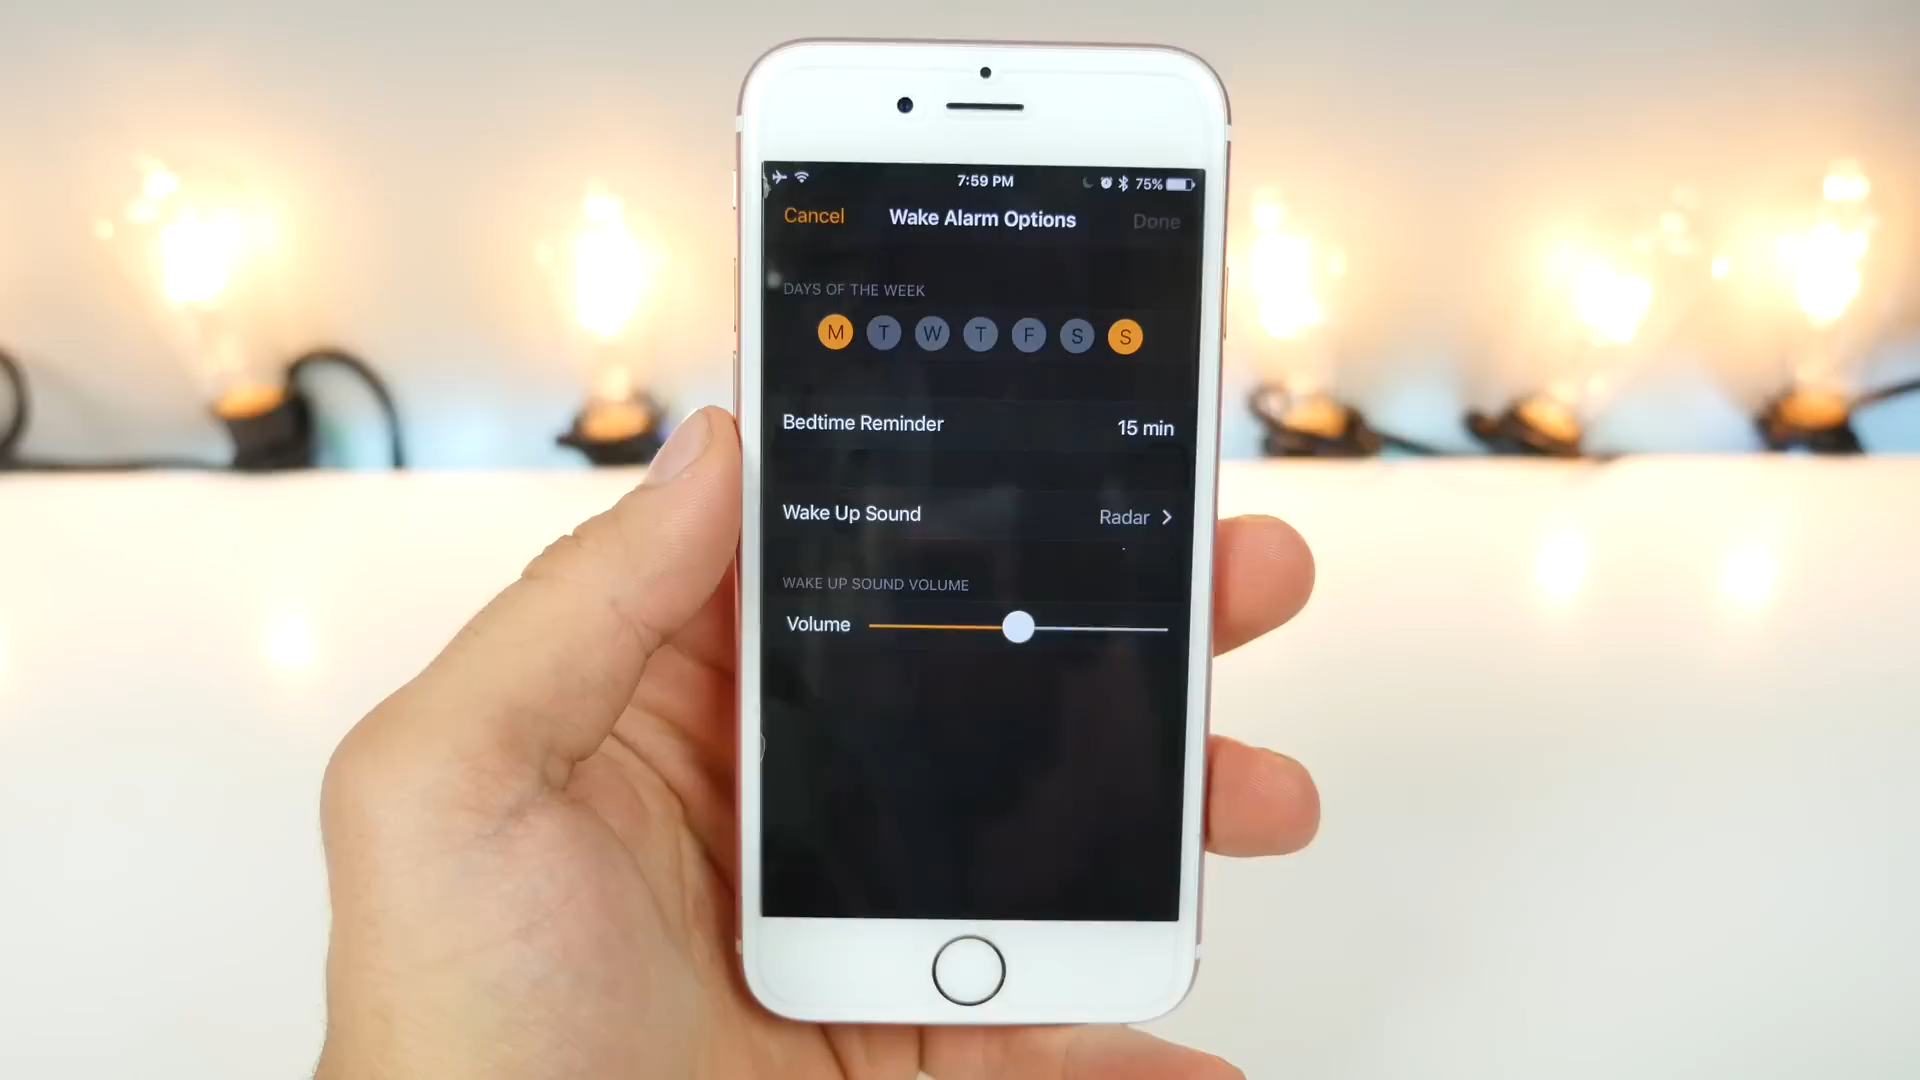 7:59 PM 75%
Cancel Wake Alarm Options Done
DAYS OF THE WEEK
M T W T F S S
Bedtime Reminder 15 min
Wake Up Sound Radar
WAKE UP SOUND VOLUME
Volume